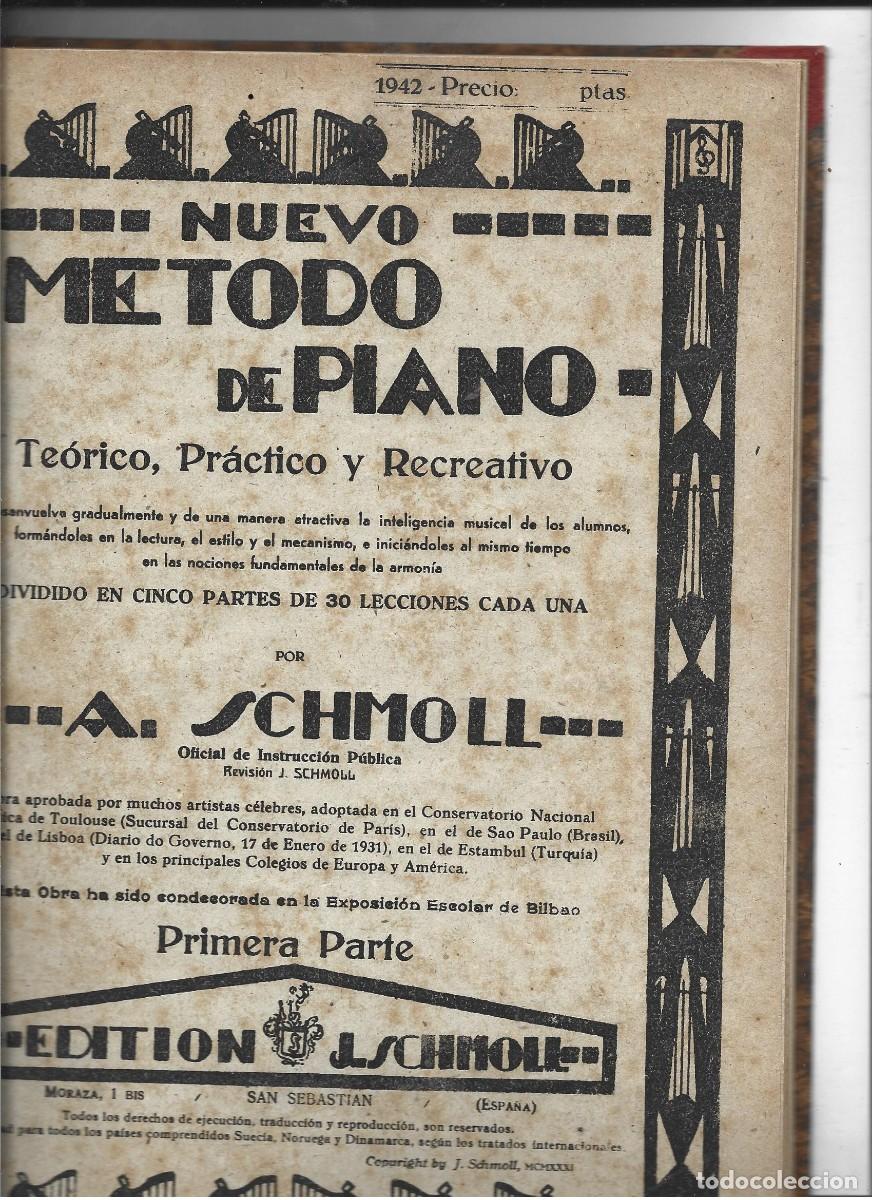 1942 - Precio: ptas.
NUEVO
METODO
DE PIANO
Teórico, Práctico y Recreativo
senvuelve gradualmente y de una manera atractiva la inteligencia musical de los alumnos,
formándoles en la lectura, el estilo y el mecanismo, e iniciándoles al mismo tiempo
en las nociones fundamentales de la armonía
DIVIDIDO EN CINCO PARTES DE 30 LECCIONES CADA UNA
POR
A. SCHMOLL
Oficial de Instrucción Pública
Revisión J. SCHMOLL
ra aprobada por muchos artistas célebres, adoptada en el Conservatorio Nacional
ica de Toulouse (Sucursal del Conservatorio de París), en el de Sao Paulo (Brasil),
el de Lisboa (Diario do Governo, 17 de Enero de 1931), en el de Estambul (Turquía)
y en los principales Colegios de Europa y América.
sta Obra ha sido condecorada en la Exposición Escolar de Bilbao
Primera Parte
EDITION J. SCHMOLL
MORAZA, 1 BIS / SAN SEBASTIAN / (ESPAÑA)
Todos los derechos de ejecución, traducción y reproducción, son reservados.
para todos los países comprendidos Suecia, Noruega y Dinamarca, según los tratados internacionales.
Copyright by J. Schmoll, MCMXXXI
todocoleccion